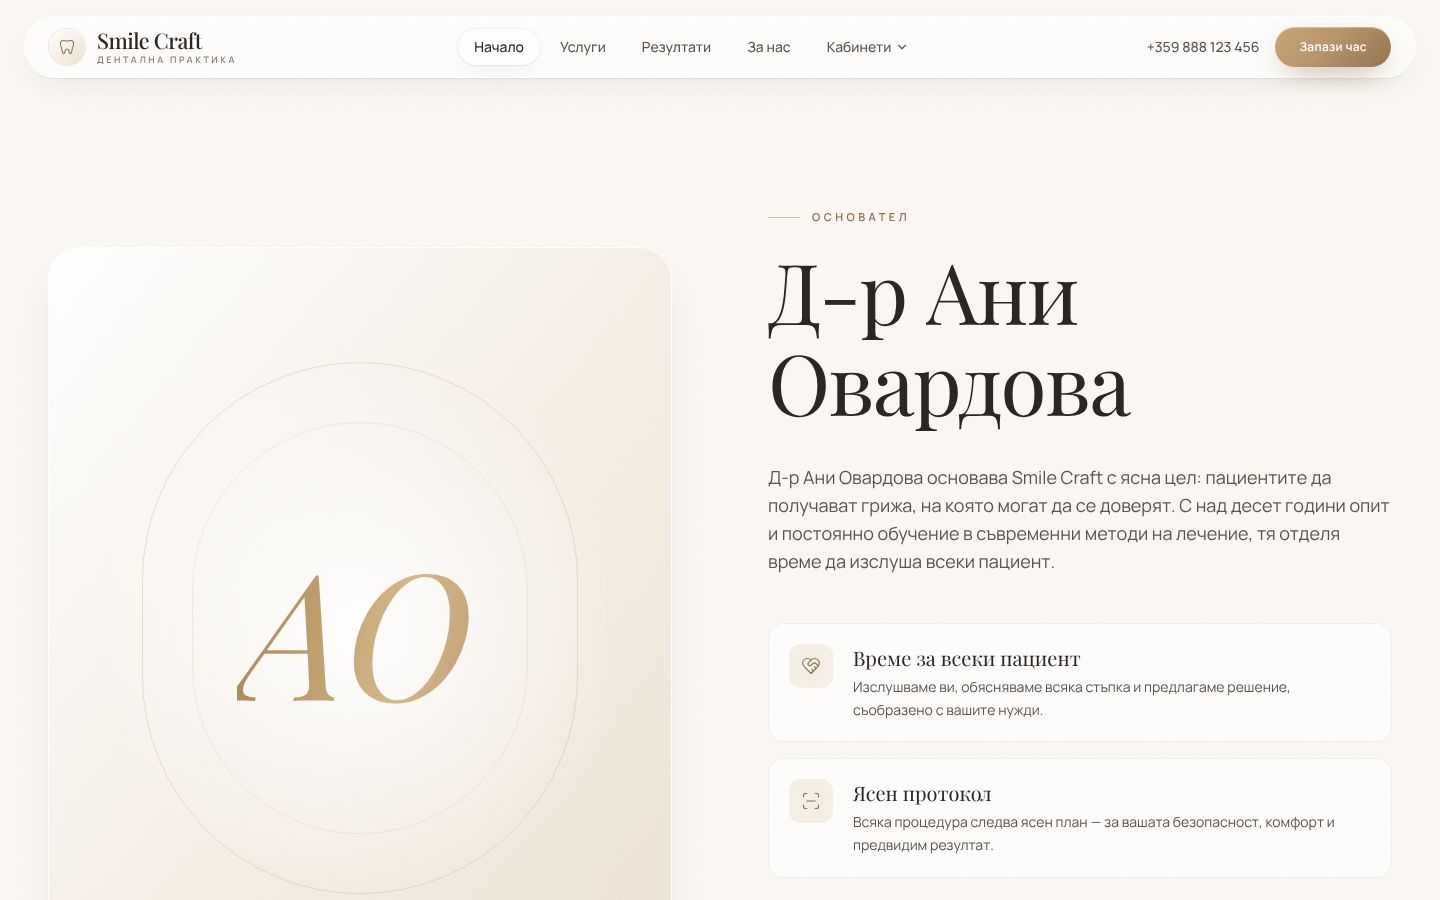 Smile Craft
ДЕНТАЛНА ПРАКТИКА
Начало
Услуги
Резултати
За нас
Кабинети
+359 888 123 456
Запази час
ОСНОВАТЕЛ
Д-р Ани
Овардова
Д-р Ани Овардова основава Smile Craft с ясна цел: пациентите да
получават грижа, на която могат да се доверят. С над десет години опит
и постоянно обучение в съвременни методи на лечение, тя отделя
време да изслуша всеки пациент.
АО
Време за всеки пациент
Изслушваме ви, обясняваме всяка стъпка и предлагаме решение,
съобразено с вашите нужди.
Ясен протокол
Всяка процедура следва ясен план — за вашата безопасност, комфорт и
предвидим резултат.